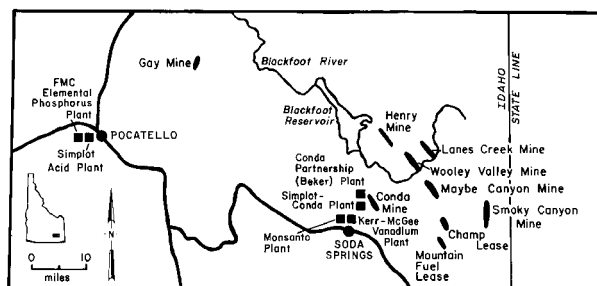 Gay Mine
Blackfoot River
IDAHO
STATE LINE
FMC
Elemental
Phosphorus
Plant
POCATELLO
Simplot
Acid Plant
Blackfoot
Reservoir
Henry
Mine
Lanes Creek Mine
Wooley Valley Mine
Maybe Canyon Mine
Conda
Partnership
(Beker) Plant
Simplot-
Conda Plant
Conda
Mine
Smoky Canyon
Mine
Kerr-McGee
Vanadium
Plant
Monsanto
Plant
SODA
SPRINGS
Champ
Lease
Mountain
Fuel
Lease
N
0 10
miles